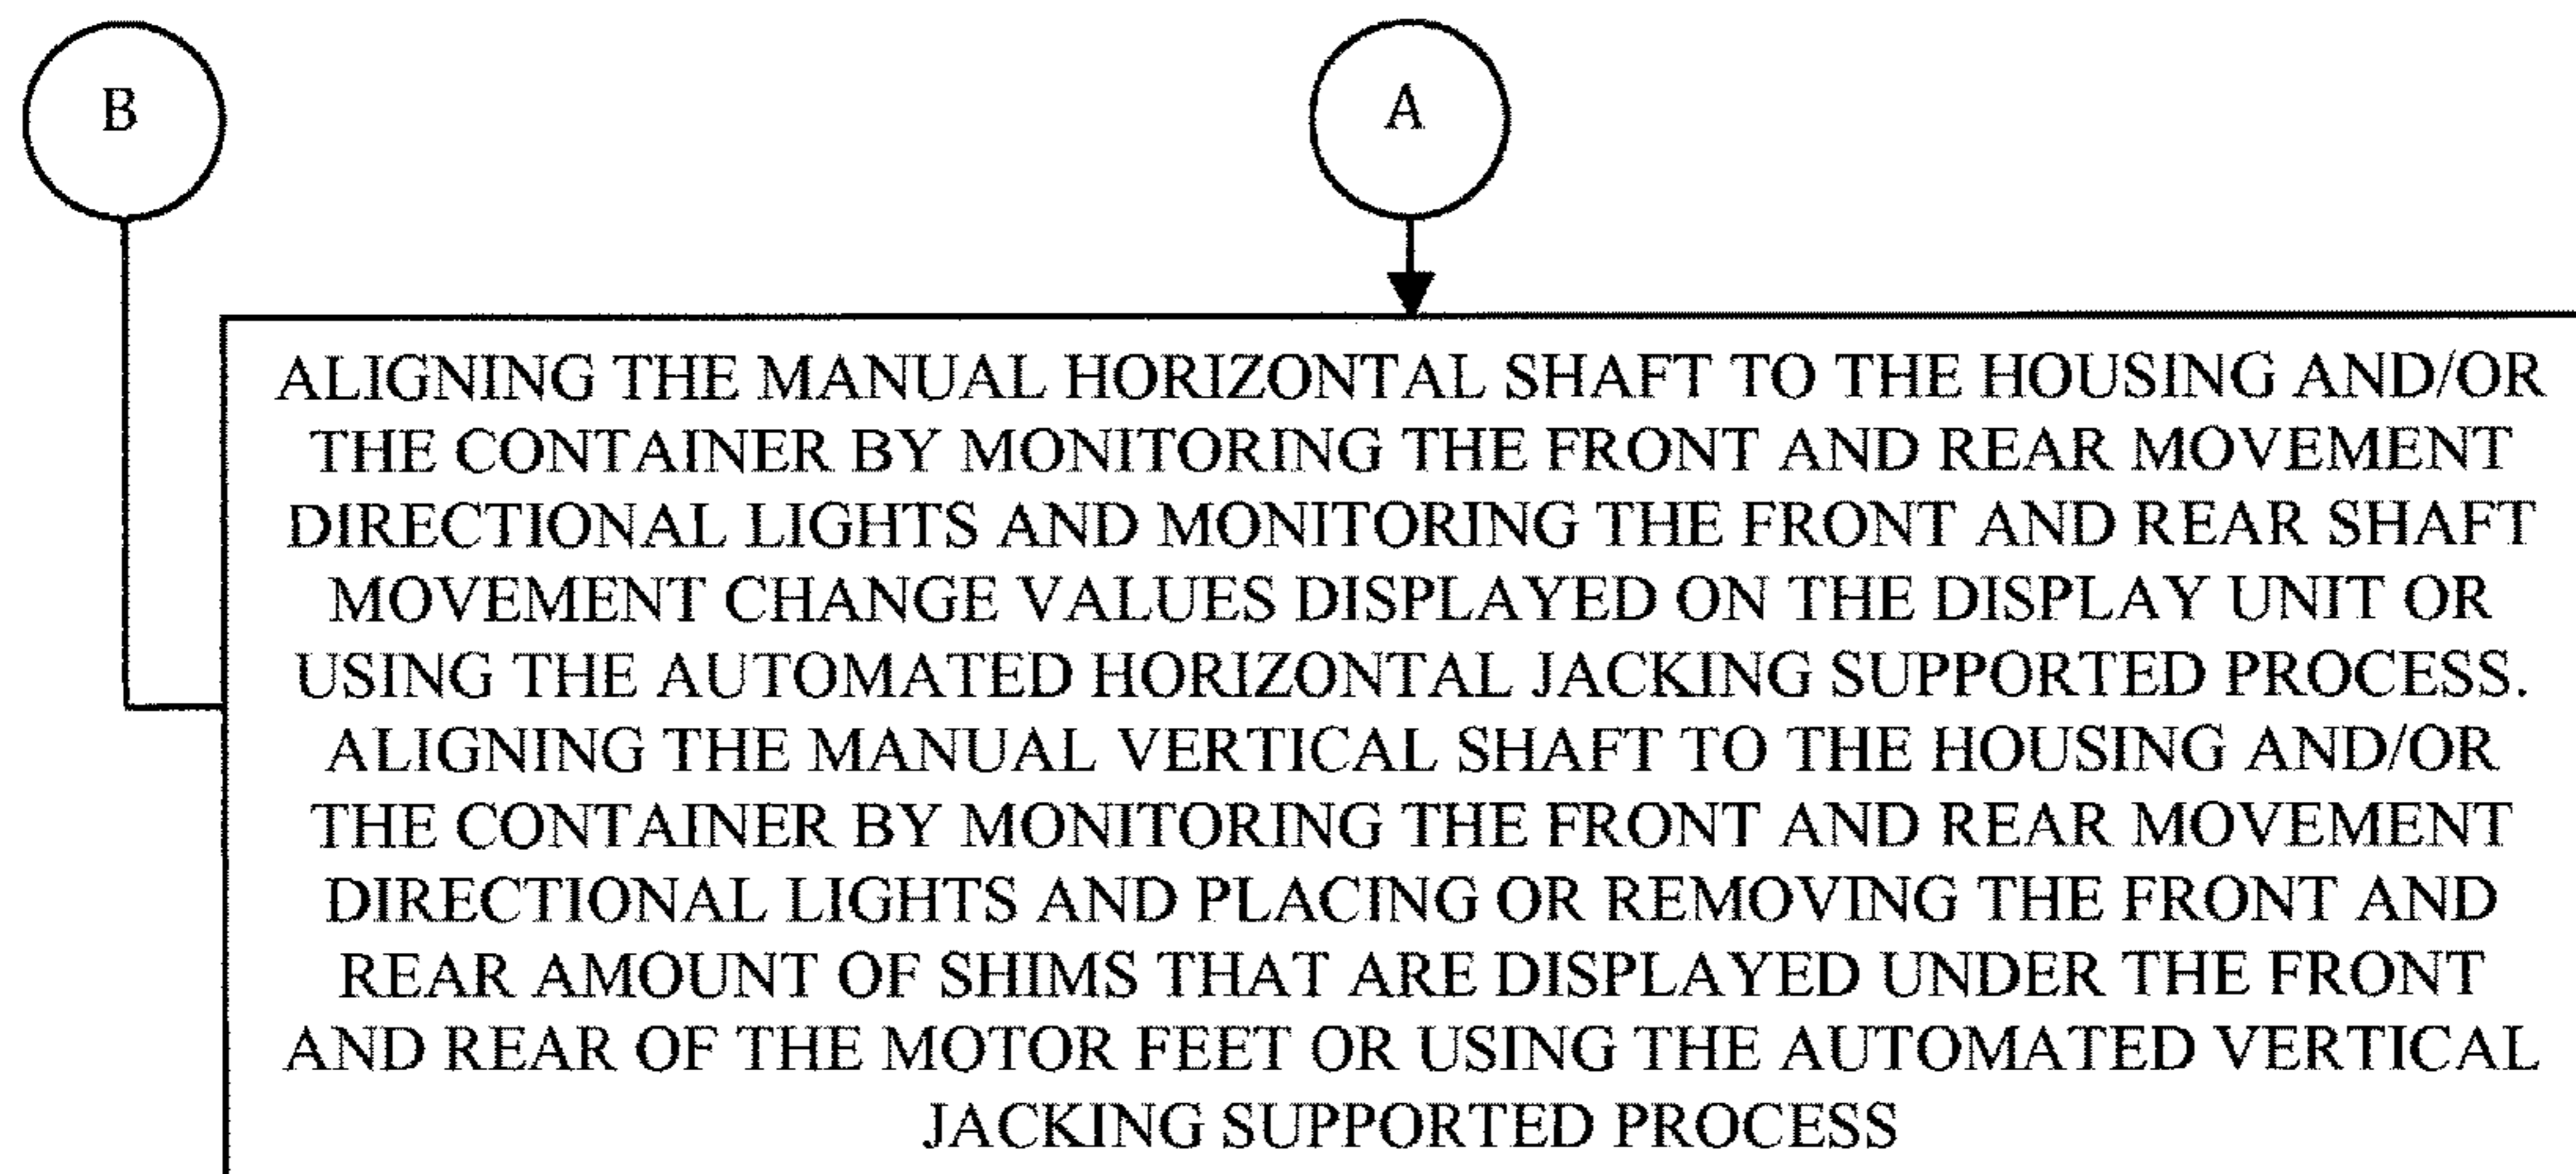 B
A
ALIGNING THE MANUAL HORIZONTAL SHAFT TO THE HOUSING AND/OR
THE CONTAINER BY MONITORING THE FRONT AND REAR MOVEMENT
DIRECTIONAL LIGHTS AND MONITORING THE FRONT AND REAR SHAFT
MOVEMENT CHANGE VALUES DISPLAYED ON THE DISPLAY UNIT OR
USING THE AUTOMATED HORIZONTAL JACKING SUPPORTED PROCESS.
ALIGNING THE MANUAL VERTICAL SHAFT TO THE HOUSING AND/OR
THE CONTAINER BY MONITORING THE FRONT AND REAR MOVEMENT
DIRECTIONAL LIGHTS AND PLACING OR REMOVING THE FRONT AND
REAR AMOUNT OF SHIMS THAT ARE DISPLAYED UNDER THE FRONT
AND REAR OF THE MOTOR FEET OR USING THE AUTOMATED VERTICAL
JACKING SUPPORTED PROCESS